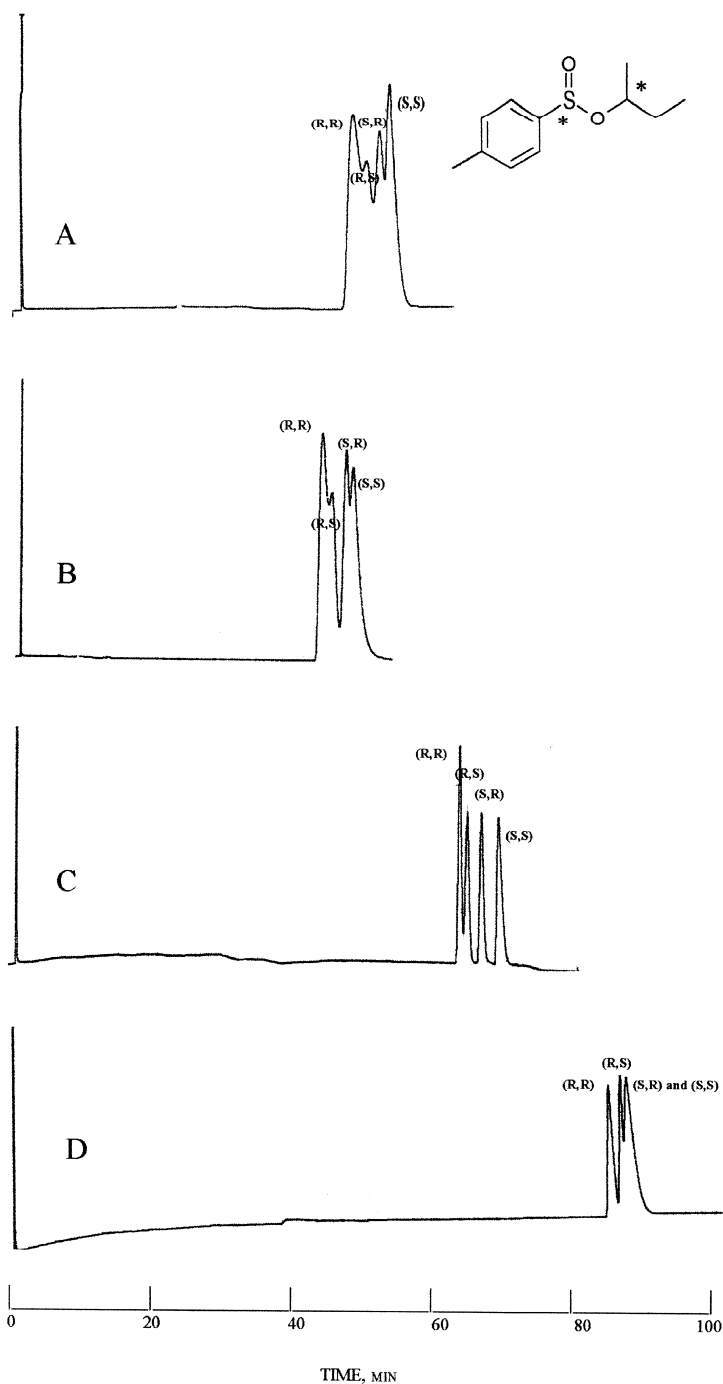 O
S
O
*
*
(R,R)
(S,R)
(S,S)
(R,S)
A
(R,R)
(S,R)
(S,S)
(R,S)
B
(R,R)
(R,S)
(S,R)
(S,S)
C
(R,S)
(R,R)
(S,R) and (S,S)
D
0 20 40 60 80 100
TIME, MIN